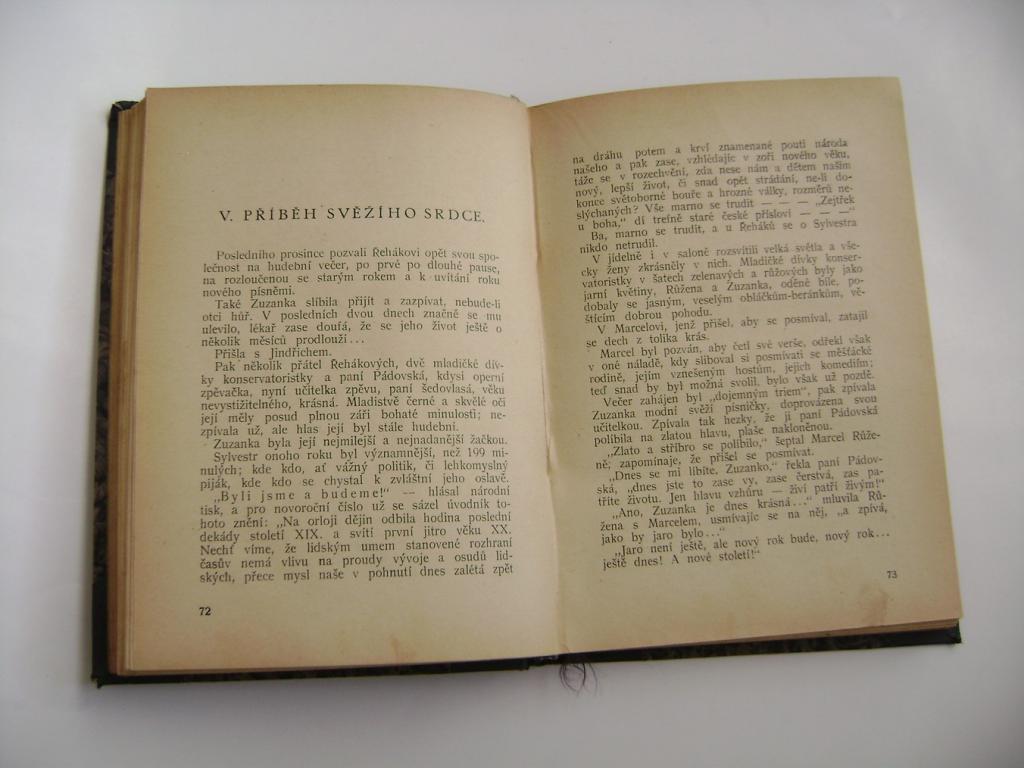 V. PŘÍBĚH SVĚŽÍHO SRDCE.
Posledního prosince pozvali Řehákovi opět svou spo-
lečnost na hudební večer, po prvé po dlouhé pause,
na rozloučenou se starým rokem a k uvítání roku
nového písněmi.
Také Zuzanka slíbila přijít a zazpívat, nebude-li
otci hůř. V posledních dvou dnech značně se mu
ulevilo, lékař zase doufá, že se jeho život ještě o
několik měsíců prodlouží...
Přišla s Jindřichem.
Pak několik přátel Řehákových, dvě mladičké dív-
ky konservatoristky a paní Pádovská, kdysi operní
zpěvačka, nyní učitelka zpěvu, paní šedovlasá, věku
nevystižitelného, krásná. Mladistvě černé a skvělé oči
její měly posud plnou záři bohaté minulosti; ne-
zpívala už, ale hlas její byl stále hudební.
Zuzanka byla její nejmilejší a nejnadanější žačkou.
Sylvestr onoho roku byl významnější, než 199 mi-
nulých; kde kdo, ať vážný politik, či lehkomyslný
piják, kde kdo se chystal k zvláštní jeho oslavě.
„Byli jsme a budeme!“ — hlásal národní
tisk, a pro novoroční číslo už se sázel úvodník to-
hoto znění: „Na orloji dějin odbila hodina poslední
dekády století XIX. a svítí první jitro věku XX.
Nechť víme, že lidským umem stanovené rozhraní
časův nemá vlivu na proudy vývoje a osudů lid-
ských, přece mysl naše v pohnutí dnes zalétá zpět
72
na dráhu potem a krví znamenané pouti národa
našeho a pak zase, vzhlédajíc v zoři nového věku,
táže se v rozechvění, zda nese nám a dětem našim
nový, lepší život, či snad opět strádání, ne-li do-
konce světoborné bouře a hrozné války, rozměrů ne-
slýchaných? Vše marno se trudit — — — „Zejtřek
u boha,“ dí trefně staré české přísloví — — —“
Ba, marno se trudit, a u Řeháků se o Sylvestra
nikdo netrudil.
V jídelně i v saloně rozsvítili velká světla a vše-
cky ženy zkrásněly v nich. Mladičké dívky konser-
vatoristky v šatech zelenavých a růžových byly jako
jarní květiny, Růžena a Zuzanka, oděné bíle, po-
dobaly se jasným, veselým obláčkům-beránkům, vě-
štícím dobrou pohodu.
V Marcelovi, jenž přišel, aby se posmíval, zatajil
se dech z tolika krás.
Marcel byl pozván, aby četl své verše, odřekl však
v oné náladě, kdy sliboval si posmívati se měšťácké
rodině, jejím vznešeným hostům, jejich komediím;
teď snad by byl možná svolil, bylo však už pozdě.
Večer zahájen byl „dojemným triem“, pak zpívala
Zuzanka modní svěží písničky, doprovázena svou
učitelkou. Zpívala tak hezky, že ji paní Pádovská
políbila na zlatou hlavu, plaše nakloněnou.
„Zlato a stříbro se políbilo,“ šeptal Marcel Růže-
ně; zapomínaje, že přišel se posmívat.
„Dnes se mi líbíte, Zuzanko,“ řekla paní Pádov-
ská, „dnes jste to zase vy, zase čerstvá, zas pa-
tříte životu. Jen hlavu vzhůru — živí patří živým!“
„Ano, Zuzanka je dnes krásná...“ mluvila Rů-
žena s Marcelem, usmívajíc se na něj, „a zpívá,
jako by jaro bylo...“
„Jaro není ještě, ale nový rok bude, nový rok...
ještě dnes! A nové století!“
73